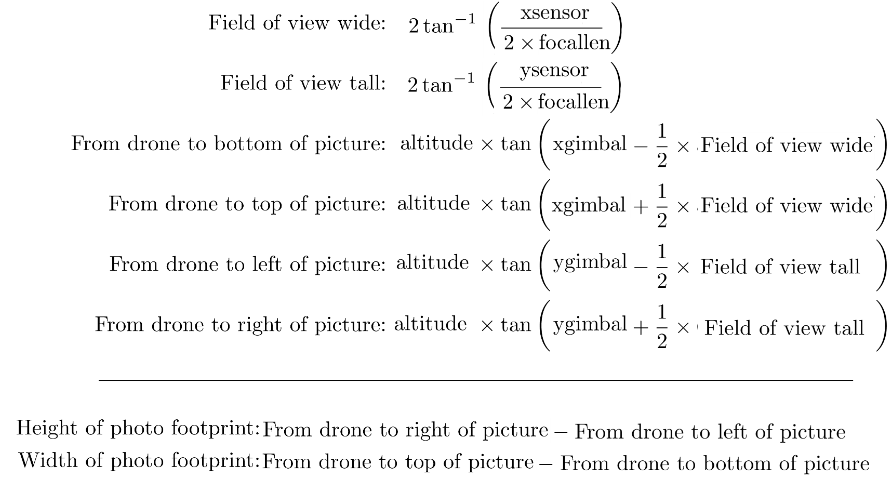 Field of view wide: 2 tan⁻¹ (xsensor / 2 × focallen)
Field of view tall: 2 tan⁻¹ (ysensor / 2 × focallen)
From drone to bottom of picture: altitude × tan (xgimbal − 1/2 × Field of view wide)
From drone to top of picture: altitude × tan (xgimbal + 1/2 × Field of view wide)
From drone to left of picture: altitude × tan (ygimbal − 1/2 × Field of view tall)
From drone to right of picture: altitude × tan (ygimbal + 1/2 × Field of view tall)
Height of photo footprint: From drone to right of picture − From drone to left of picture
Width of photo footprint: From drone to top of picture − From drone to bottom of picture